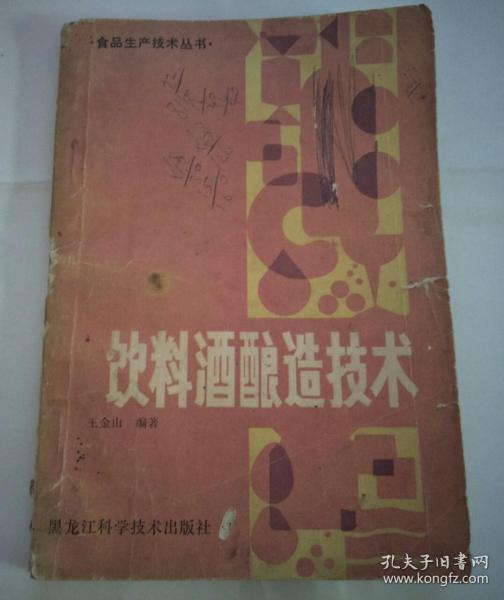 ·食品生产技术丛书·
饮料酒酿造技术
王金山 编著
黑龙江科学技术出版社
孔夫子旧书网
www.kongfz.com